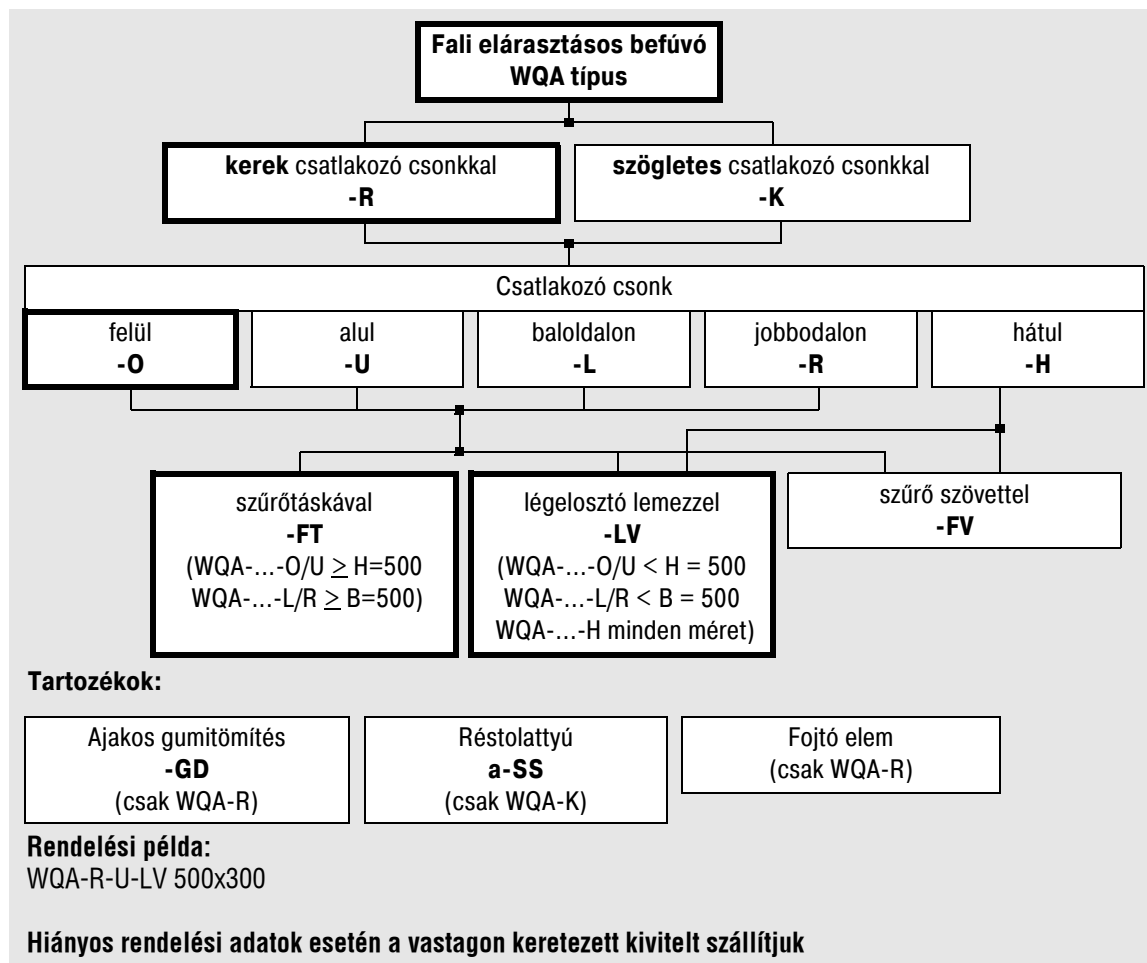 Fali elárasztásos befúvó
WQA típus
kerek csatlakozó csonkkal
-R
szögletes csatlakozó csonkkal
-K
Csatlakozó csonk
felül
-O
alul
-U
baloldalon
-L
jobbodalon
-R
hátul
-H
szűrőtáskával
-FT
(WQA-...-O/U ≥ H=500
WQA-...-L/R ≥ B=500)
légelosztó lemezzel
-LV
(WQA-...-O/U < H = 500
WQA-...-L/R < B = 500
WQA-...-H minden méret)
szűrő szövettel
-FV
Tartozékok:
Ajakos gumitömítés
-GD
(csak WQA-R)
Réstolattyú
a-SS
(csak WQA-K)
Fojtó elem
(csak WQA-R)
Rendelési példa:
WQA-R-U-LV 500x300
Hiányos rendelési adatok esetén a vastagon keretezett kivitelt szállítjuk